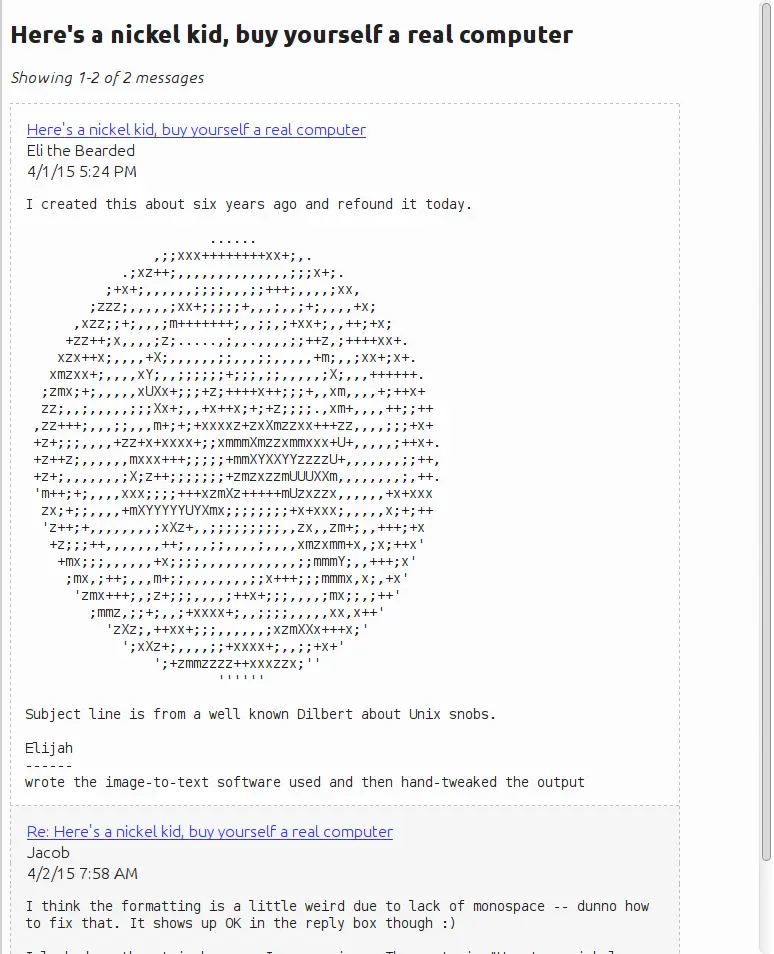 Here's a nickel kid, buy yourself a real computer
Showing 1-2 of 2 messages
Here's a nickel kid, buy yourself a real computer
Eli the Bearded
4/1/15 5:24 PM
I created this about six years ago and refound it today.
Subject line is from a well known Dilbert about Unix snobs.
Elijah
------
wrote the image-to-text software used and then hand-tweaked the output
Re: Here's a nickel kid, buy yourself a real computer
Jacob
4/2/15 7:58 AM
I think the formatting is a little weird due to lack of monospace -- dunno how
to fix that. It shows up OK in the reply box though :)